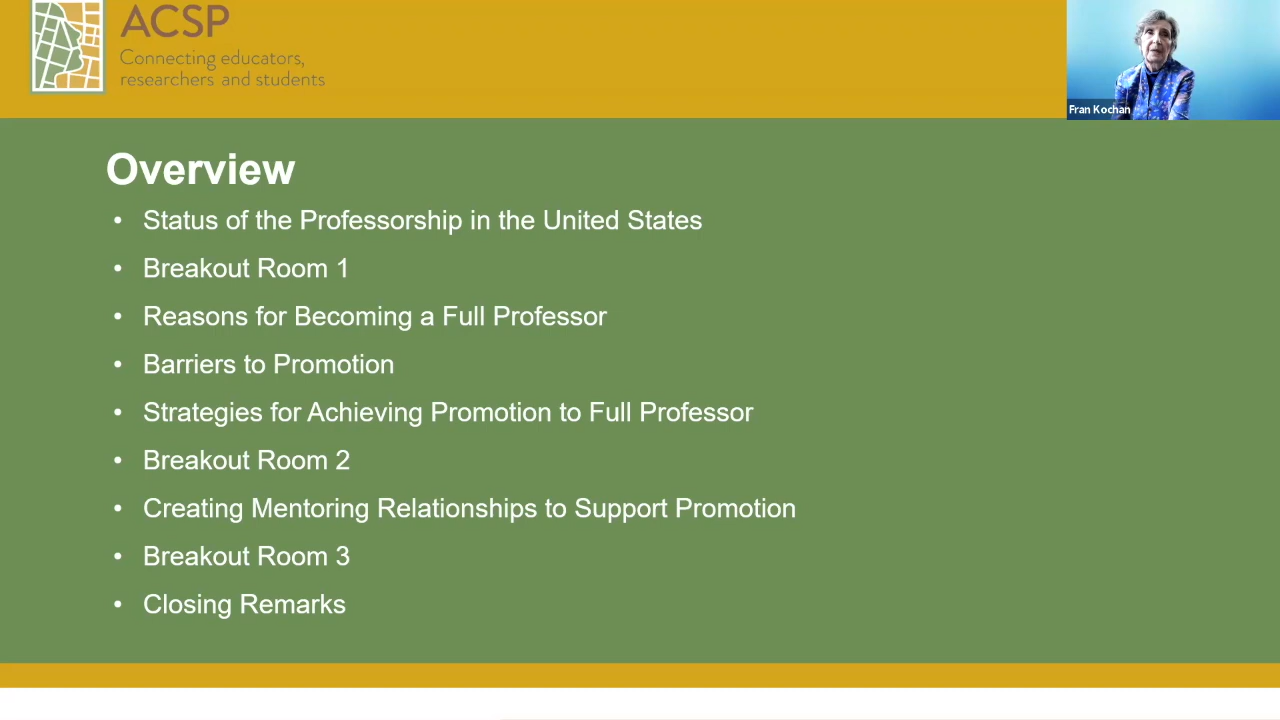 ACSP
Connecting educators,
researchers and students
Fran Kochan
Overview
• Status of the Professorship in the United States
• Breakout Room 1
• Reasons for Becoming a Full Professor
• Barriers to Promotion
• Strategies for Achieving Promotion to Full Professor
• Breakout Room 2
• Creating Mentoring Relationships to Support Promotion
• Breakout Room 3
• Closing Remarks